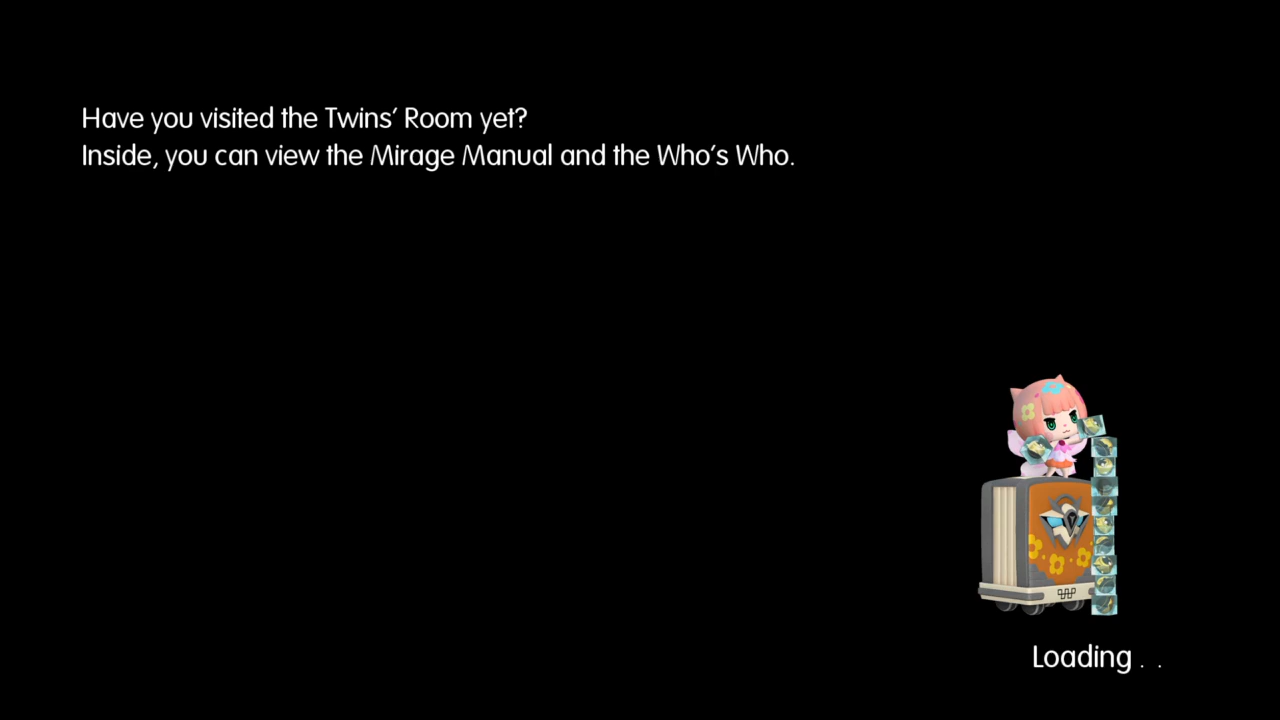 Have you visited the Twins' Room yet?
Inside, you can view the Mirage Manual and the Who's Who.
Loading . .